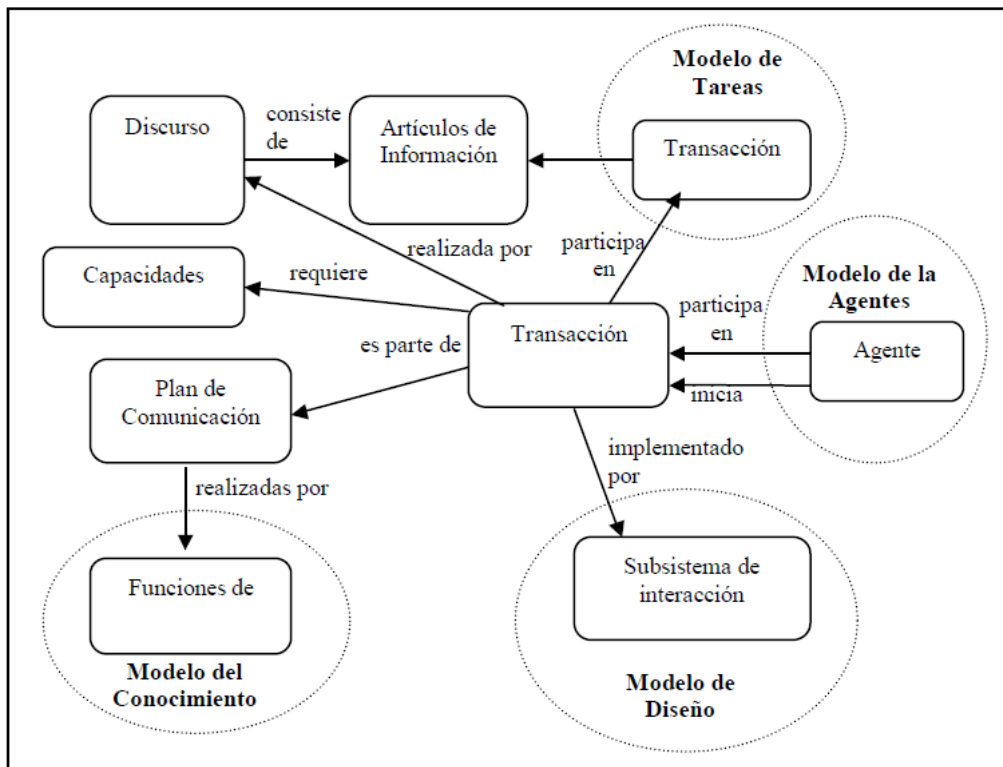 Modelo de
Tareas
Discurso
consiste
de
Artículos de
Información
Transacción
realizada por
participa
en
Capacidades
requiere
Modelo de la
Agentes
participa
en
Transacción
Agente
es parte de
inicia
Plan de
Comunicación
implementado
por
realizadas por
Subsistema de
interacción
Funciones de
Modelo del
Conocimiento
Modelo de
Diseño